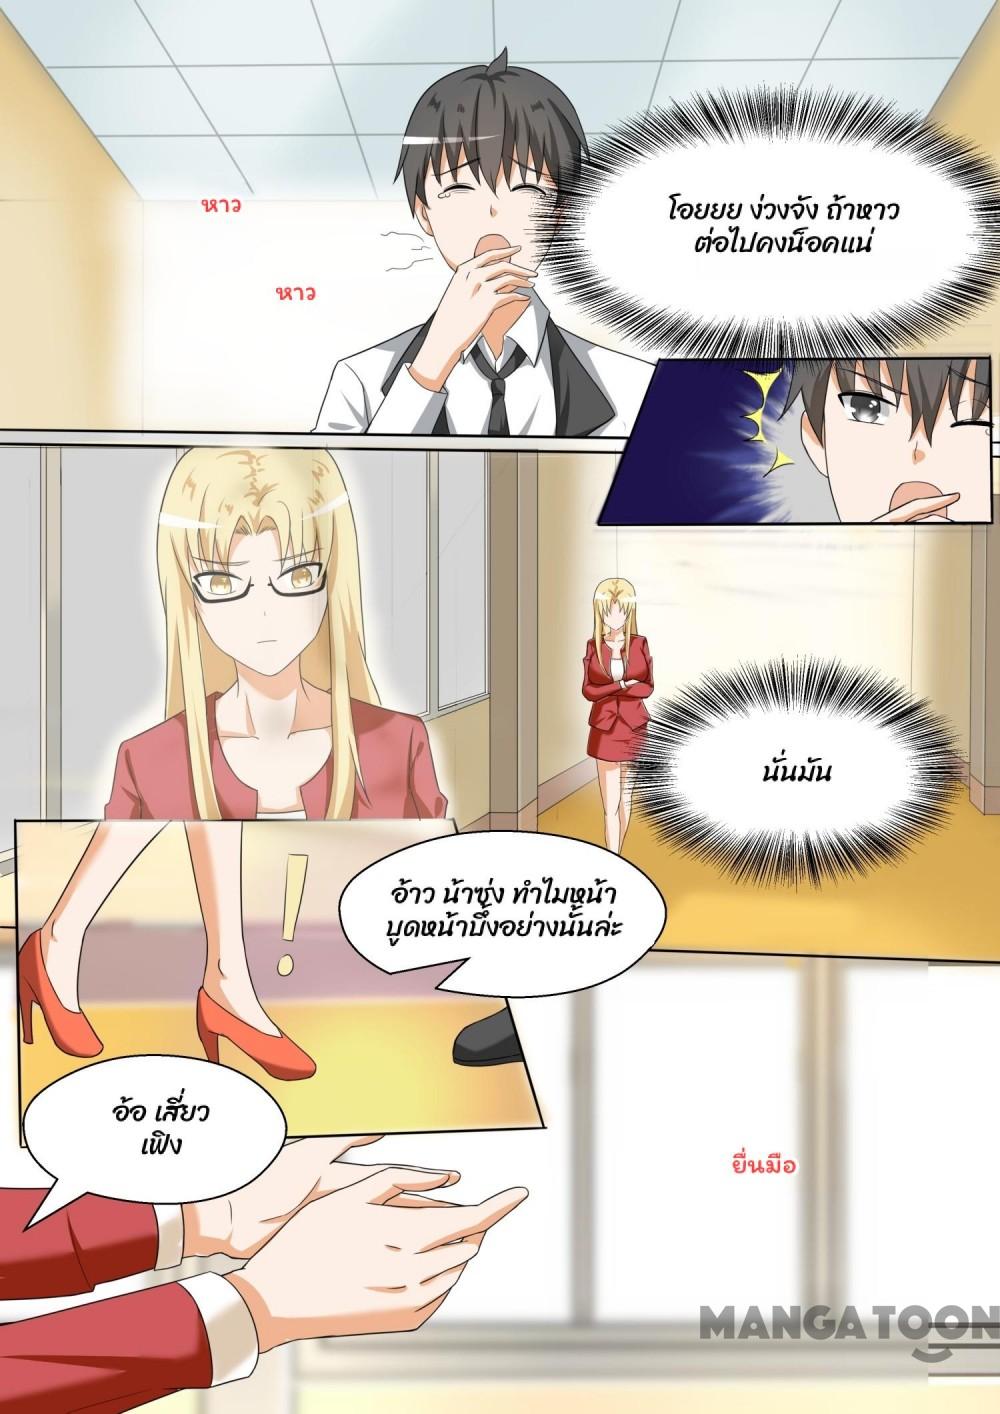 หาว
หาว
โอยยย ง่วงจัง ถ้าหาว
ต่อไปคงน็อคแน่
นั่นมัน
อ้าว น้าซ่ง ทำไมหน้า
บูดหน้าบึ้งอย่างนั้นล่ะ
อ้อ เสี่ยว
เฟิง
ยื่นมือ
MANGATOON